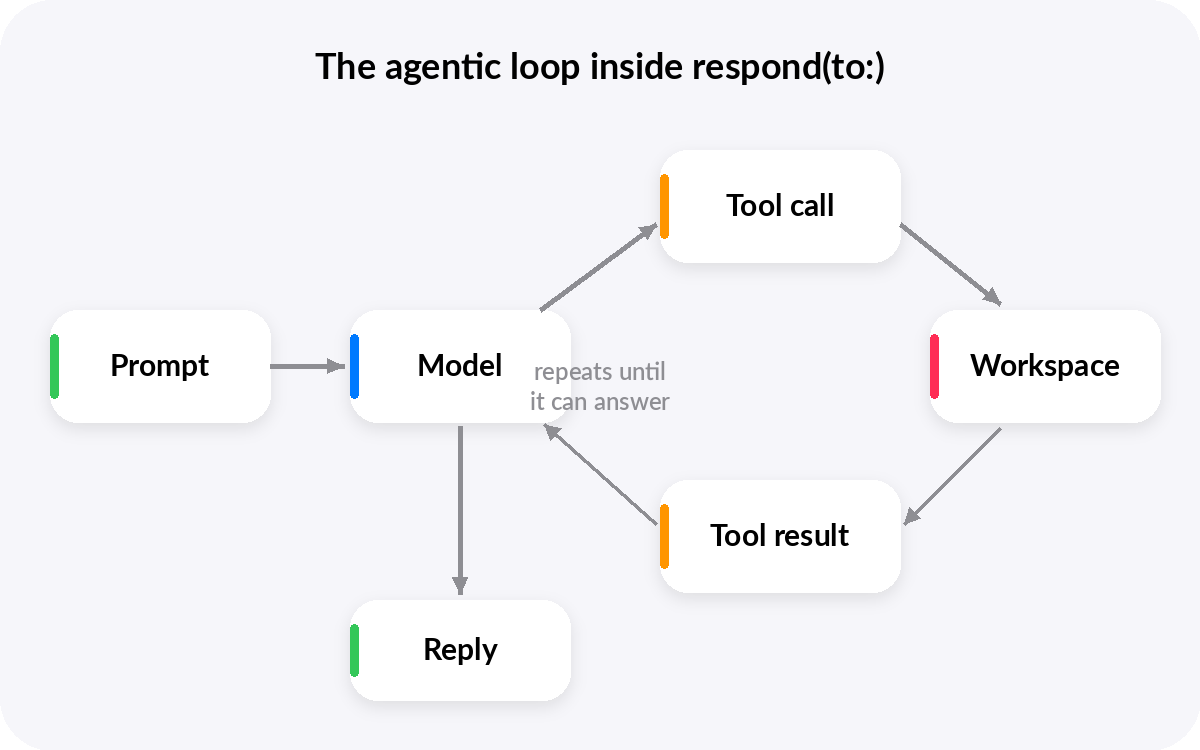 The agentic loop inside respond(to:)
Tool call
Prompt
Model
repeats until
it can answer
Workspace
Tool result
Reply